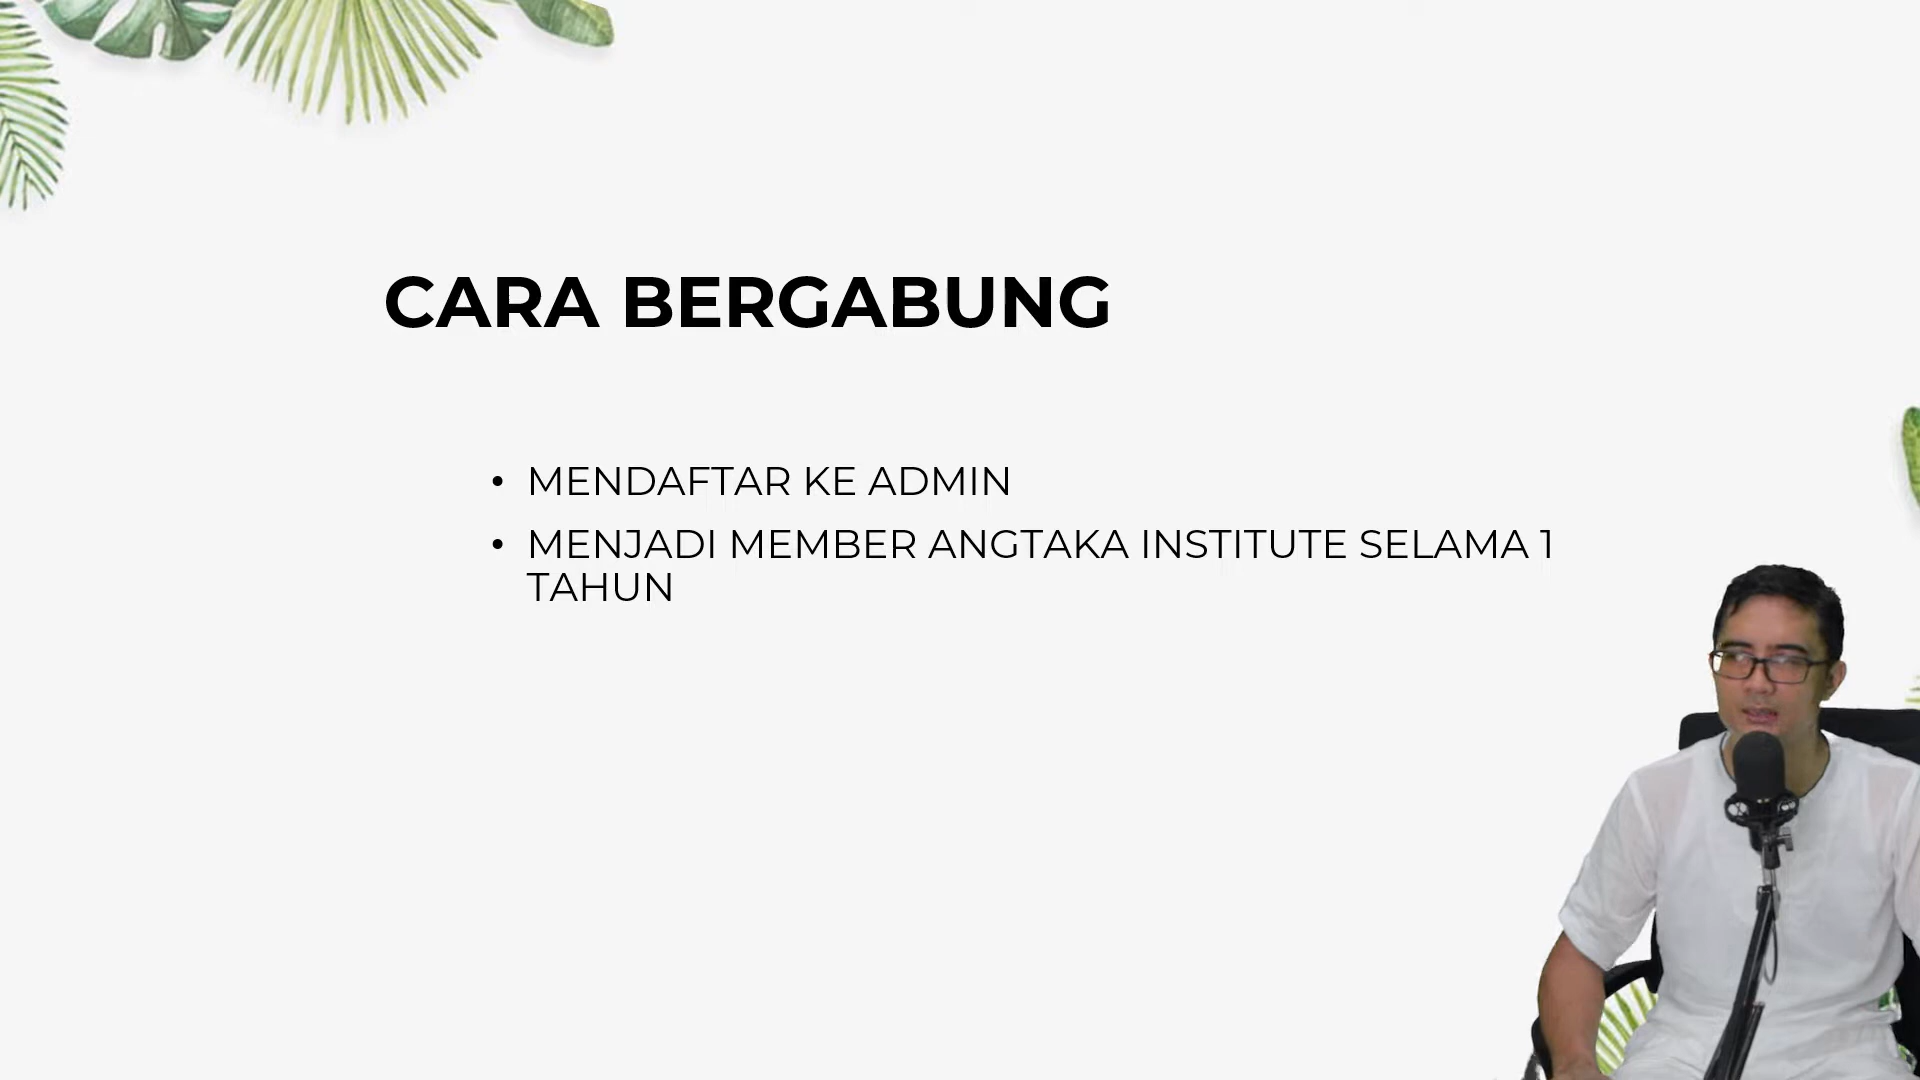 CARA BERGABUNG
• MENDAFTAR KE ADMIN
• MENJADI MEMBER ANGTAKA INSTITUTE SELAMA 1
TAHUN